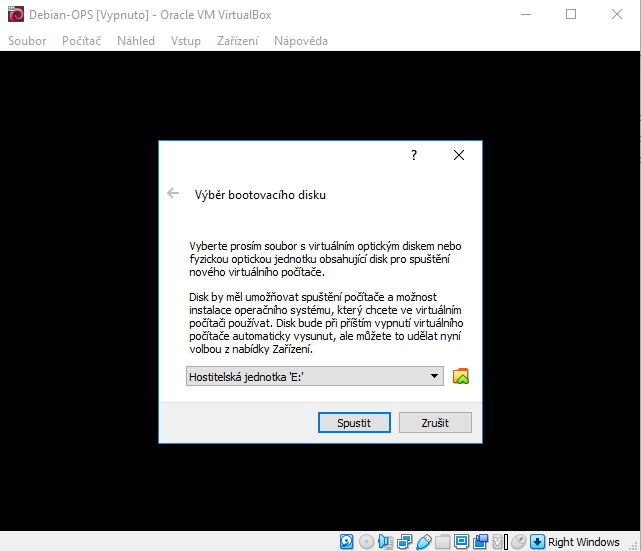 Debian-OPS [Vypnuto] - Oracle VM VirtualBox
Soubor Počítač Náhled Vstup Zařízení Nápověda
?
Výběr bootovacího disku
Vyberte prosím soubor s virtuálním optickým diskem nebo
fyzickou optickou jednotku obsahující disk pro spuštění
nového virtuálního počítače.
Disk by měl umožňovat spuštění počítače a možnost
instalace operačního systému, který chcete ve virtuálním
počítači používat. Disk bude při příštím vypnutí virtuálního
počítače automaticky vysunut, ale můžete to udělat nyní
volbou z nabídky Zařízení.
Hostitelská jednotka 'E:'
Spustit Zrušit
Right Windows